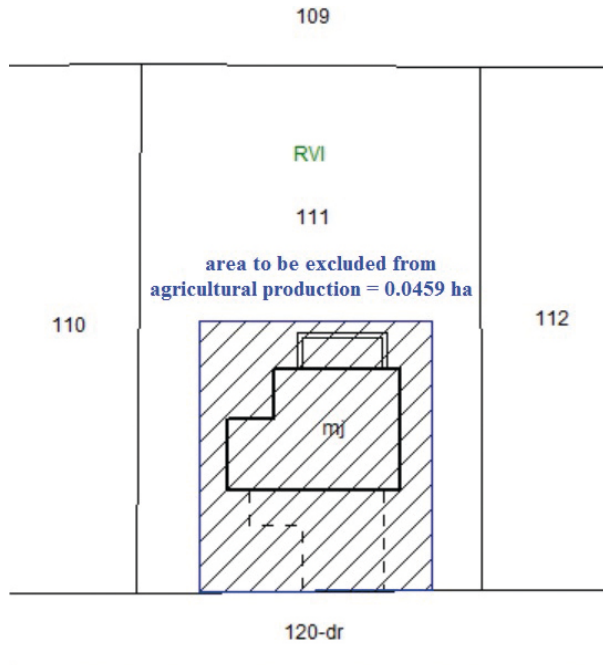 109
RVI
111
area to be excluded from
agricultural production = 0.0459 ha
110
112
mj
120-dr